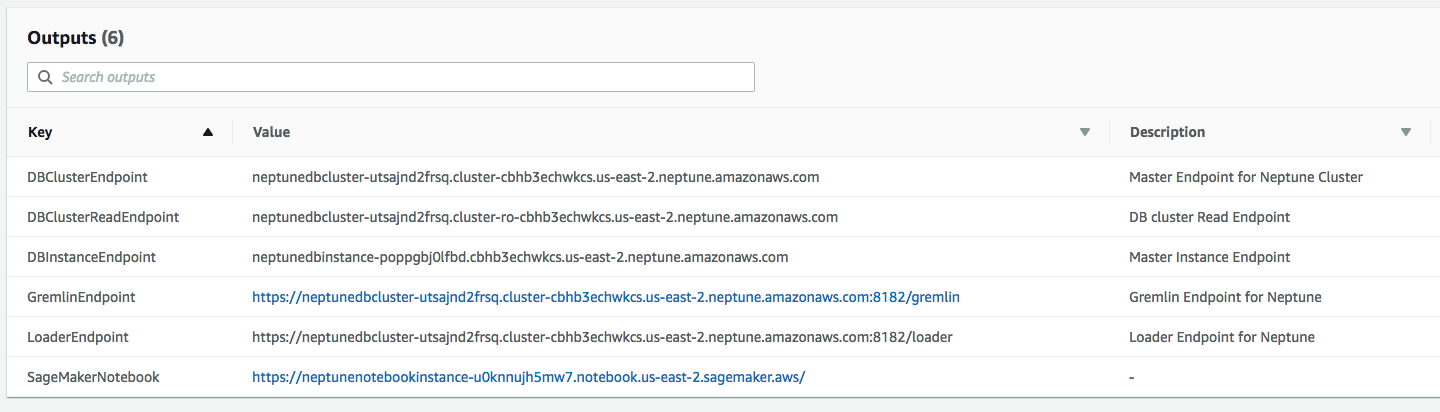 Outputs (6)
Search outputs
Key Value Description
DBClusterEndpoint neptunedbcluster-utsajnd2frsq.cluster-cbhb3echwkcs.us-east-2.neptune.amazonaws.com Master Endpoint for Neptune Cluster
DBClusterReadEndpoint neptunedbcluster-utsajnd2frsq.cluster-ro-cbhb3echwkcs.us-east-2.neptune.amazonaws.com DB cluster Read Endpoint
DBInstanceEndpoint neptunedbinstance-poppgbj0lfbd.cbhb3echwkcs.us-east-2.neptune.amazonaws.com Master Instance Endpoint
GremlinEndpoint https://neptunedbcluster-utsajnd2frsq.cluster-cbhb3echwkcs.us-east-2.neptune.amazonaws.com:8182/gremlin Gremlin Endpoint for Neptune
LoaderEndpoint https://neptunedbcluster-utsajnd2frsq.cluster-cbhb3echwkcs.us-east-2.neptune.amazonaws.com:8182/loader Loader Endpoint for Neptune
SageMakerNotebook https://neptunenotebookinstance-u0knnujh5mw7.notebook.us-east-2.sagemaker.aws/ -